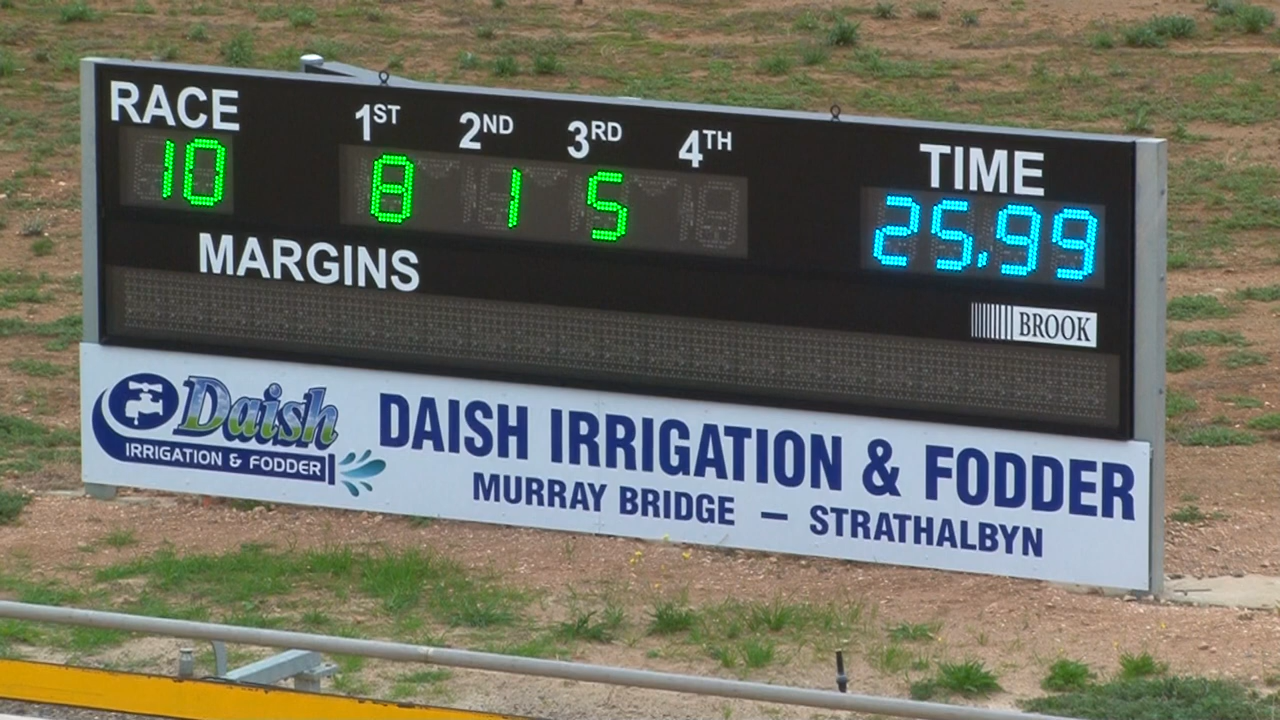 RACE 1ST 2ND 3RD 4TH TIME
10 8 1 5 25.99
MARGINS
BROOK
Daish
IRRIGATION & FODDER
DAISH IRRIGATION & FODDER
MURRAY BRIDGE – STRATHALBYN